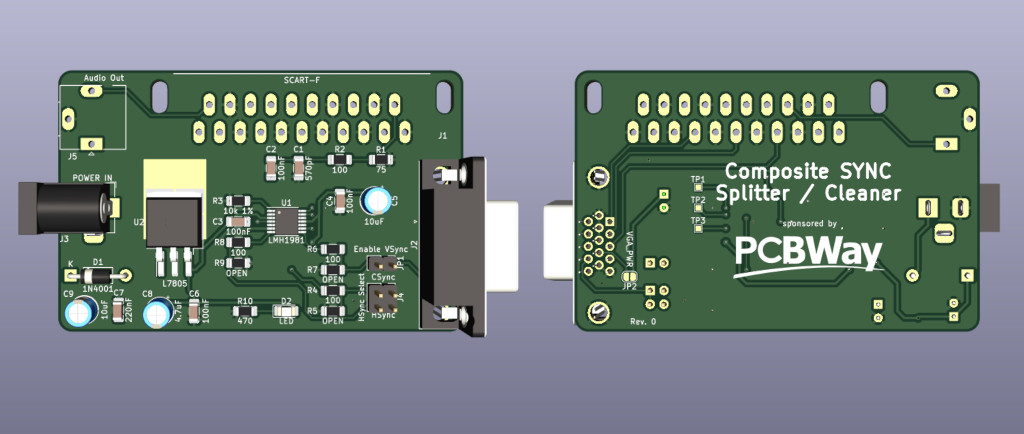 Audio Out
SCART-F
J1
J5
C2
100nF
C1
570pF
R2
100
R1
75
POWER IN
J3
U2
L7805
R3
10k 1%
C3
100nF
R8
100
R9
OPEN
U1
LMH1981
C4
100nF
C5
10uF
J2
R6
100
R7
OPEN
R4
100
R5
OPEN
Enable VSync
JP1
CSync
HSync Select
J4
HSync
K
D1
1N4001
C9
10uF
C7
220nF
C8
4.7uF
C6
100nF
R10
470
D2
LED
Composite SYNC
Splitter / Cleaner
sponsored by
PCBWay
TP1
TP2
TP3
VGA_PWR
JP2
Rev. 0